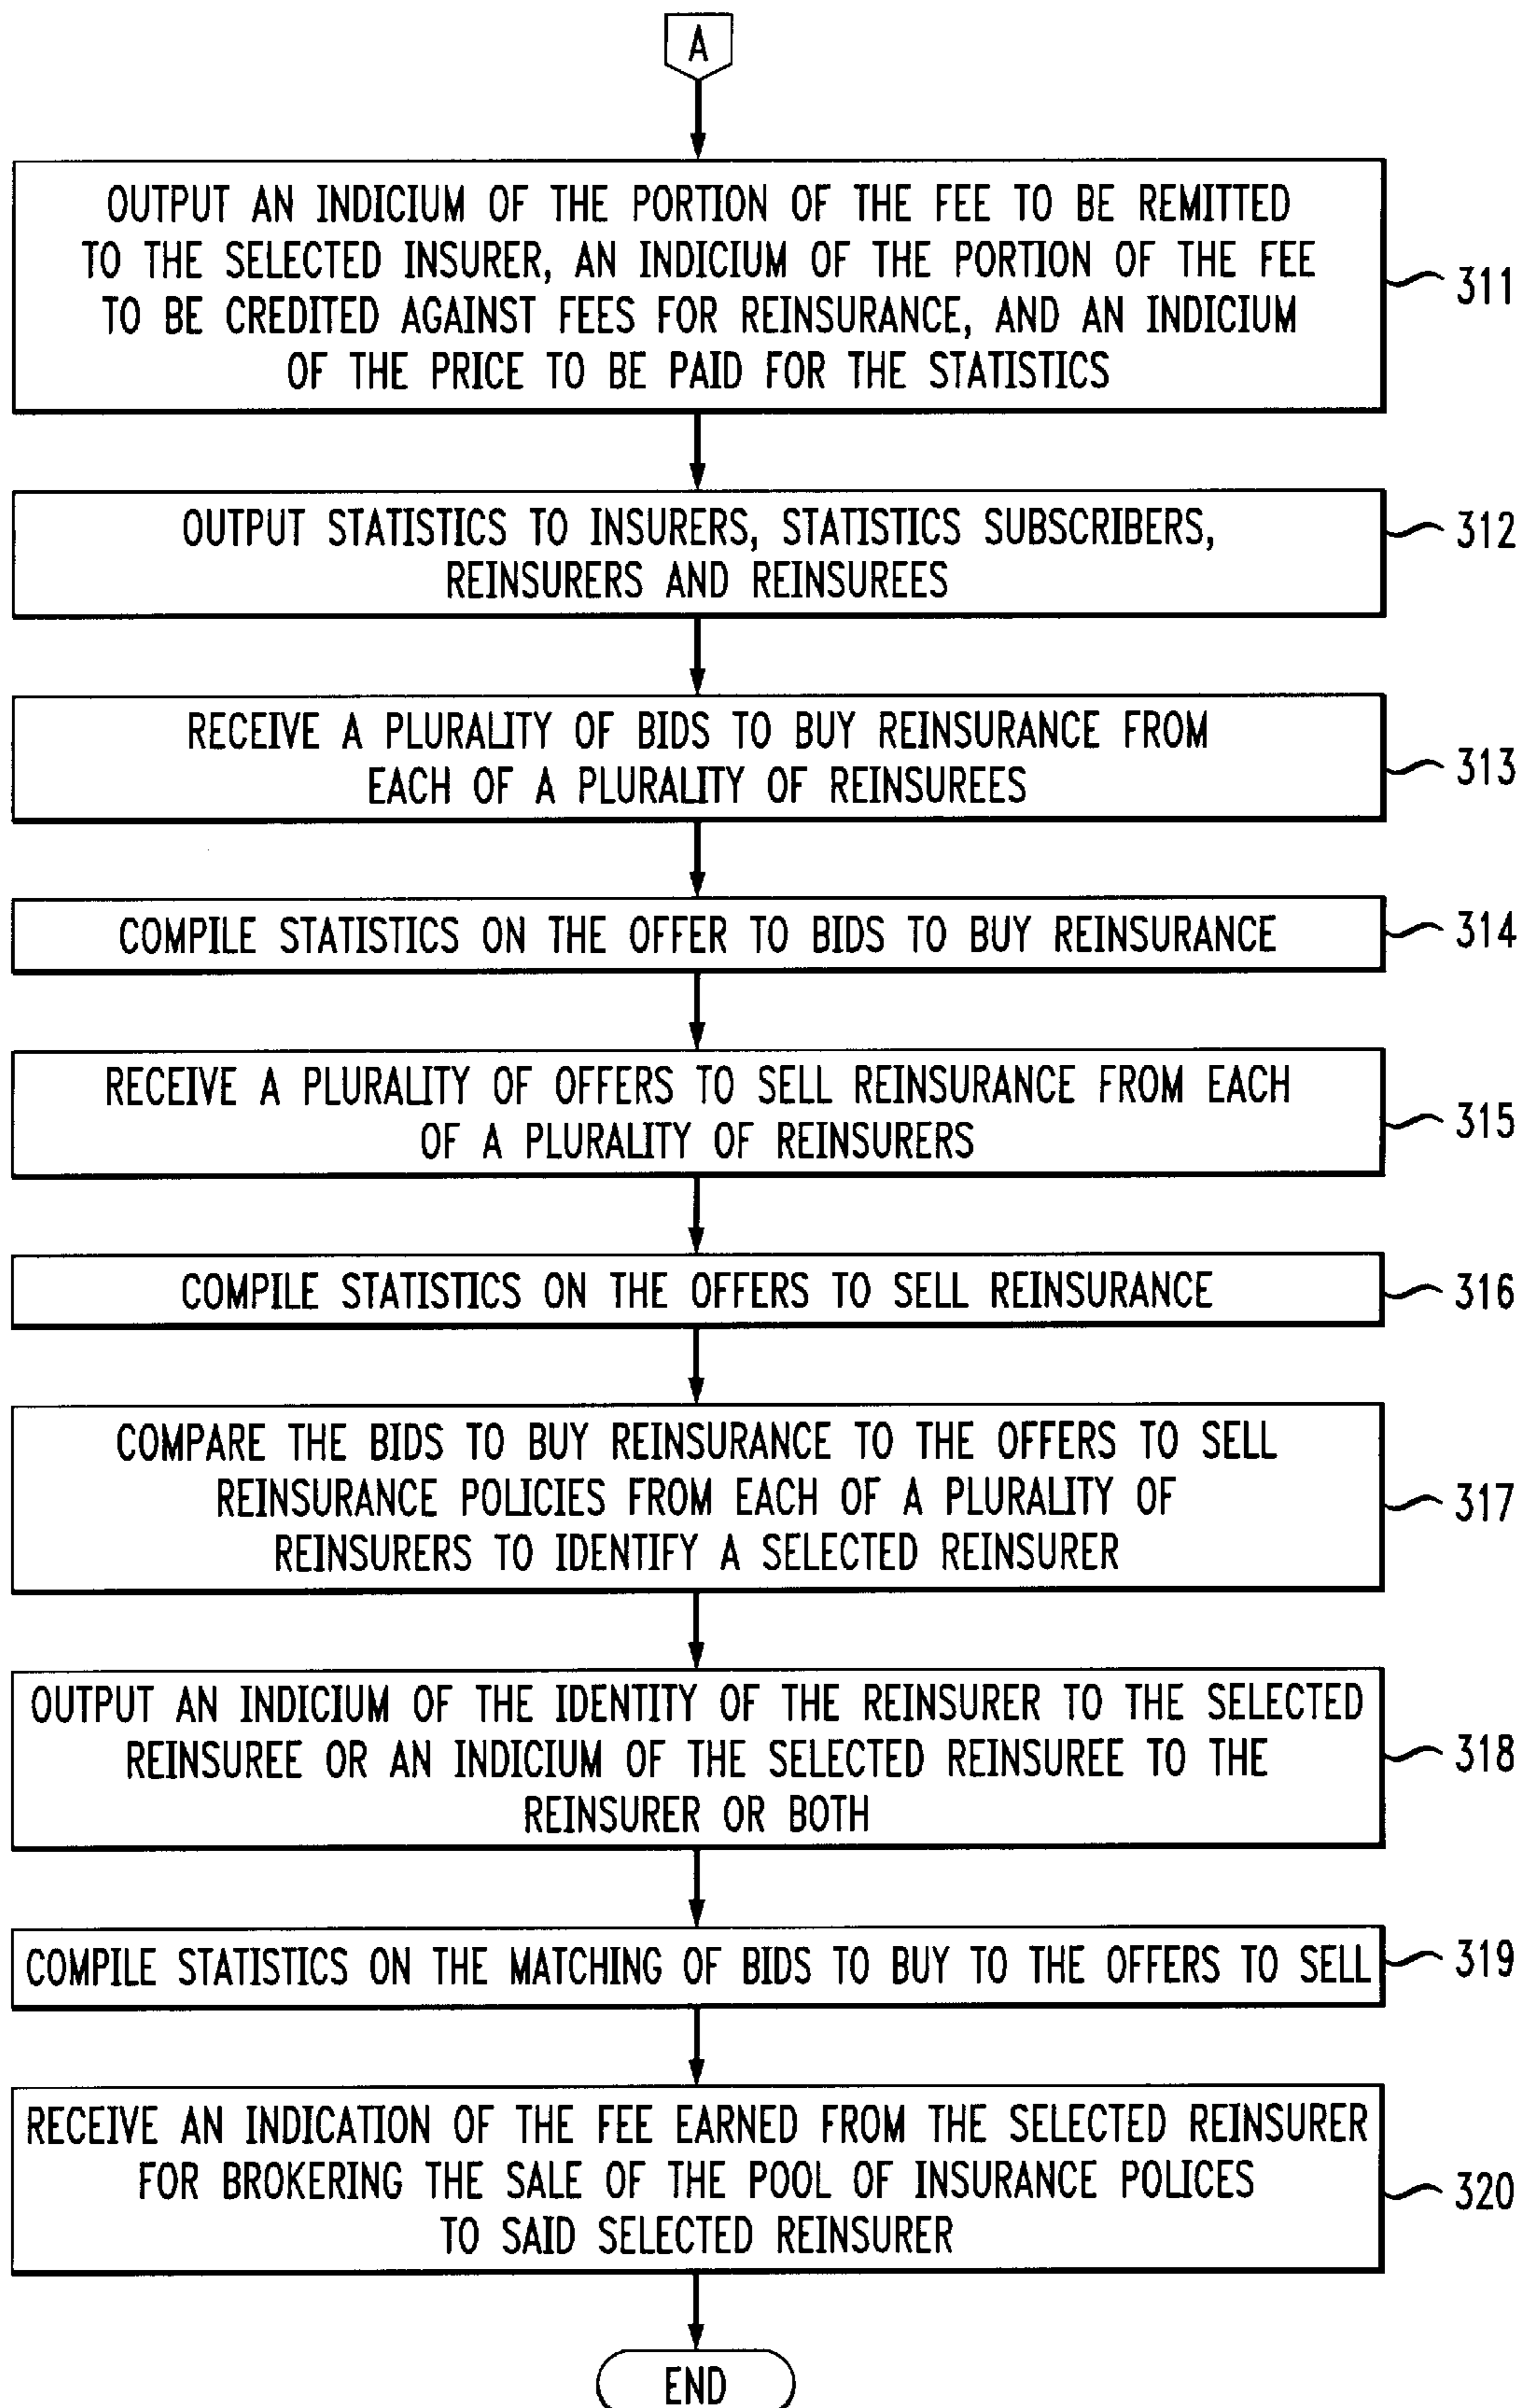 A
OUTPUT AN INDICIUM OF THE PORTION OF THE FEE TO BE REMITTED
TO THE SELECTED INSURER, AN INDICIUM OF THE PORTION OF THE FEE
TO BE CREDITED AGAINST FEES FOR REINSURANCE, AND AN INDICIUM
OF THE PRICE TO BE PAID FOR THE STATISTICS
311
OUTPUT STATISTICS TO INSURERS, STATISTICS SUBSCRIBERS,
REINSURERS AND REINSUREES
312
RECEIVE A PLURALITY OF BIDS TO BUY REINSURANCE FROM
EACH OF A PLURALITY OF REINSUREES
313
COMPILE STATISTICS ON THE OFFER TO BIDS TO BUY REINSURANCE
314
RECEIVE A PLURALITY OF OFFERS TO SELL REINSURANCE FROM EACH
OF A PLURALITY OF REINSURERS
315
COMPILE STATISTICS ON THE OFFERS TO SELL REINSURANCE
316
COMPARE THE BIDS TO BUY REINSURANCE TO THE OFFERS TO SELL
REINSURANCE POLICIES FROM EACH OF A PLURALITY OF
REINSURERS TO IDENTIFY A SELECTED REINSURER
317
OUTPUT AN INDICIUM OF THE IDENTITY OF THE REINSURER TO THE SELECTED
REINSUREE OR AN INDICIUM OF THE SELECTED REINSUREE TO THE
REINSURER OR BOTH
318
COMPILE STATISTICS ON THE MATCHING OF BIDS TO BUY TO THE OFFERS TO SELL
319
RECEIVE AN INDICATION OF THE FEE EARNED FROM THE SELECTED REINSURER
FOR BROKERING THE SALE OF THE POOL OF INSURANCE POLICES
TO SAID SELECTED REINSURER
320
END